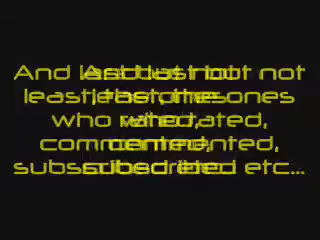 And last but not
least, the ones
who rated,
commented,
subscribed etc...